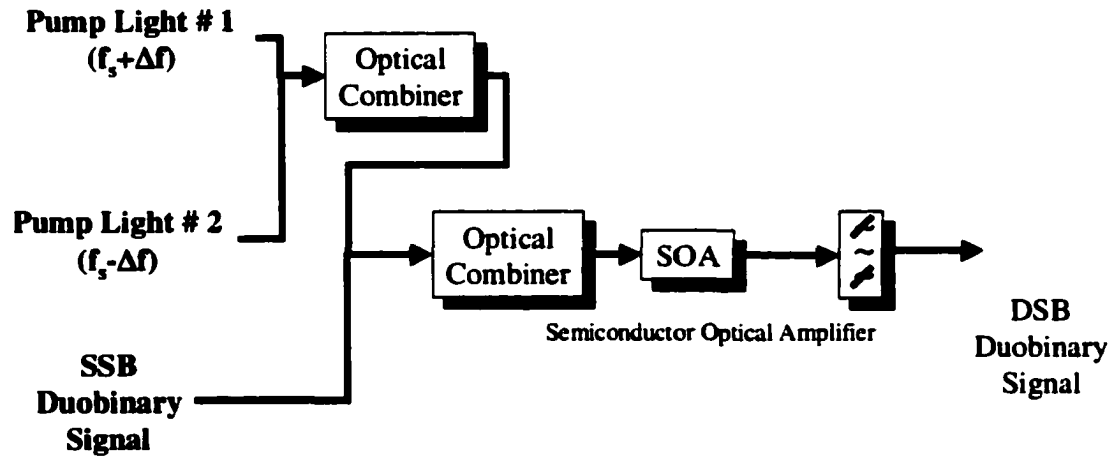 Pump Light # 1
(fs+Δf)
Optical
Combiner
Pump Light # 2
(fs-Δf)
Optical
Combiner
SOA
~
Semiconductor Optical Amplifier
DSB
Duobinary
Signal
SSB
Duobinary
Signal